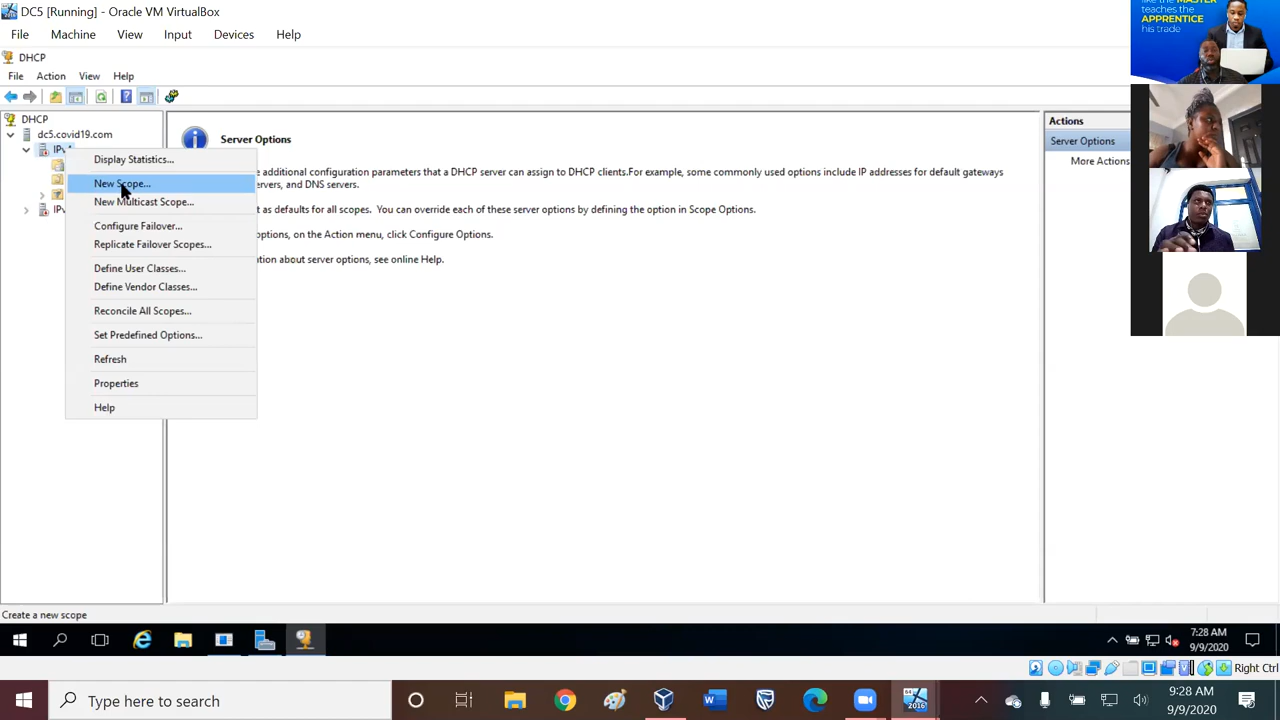 DC5 [Running] - Oracle VM VirtualBox
File Machine View Input Devices Help
DHCP
File Action View Help
DHCP
dc5.covid19.com
Display Statistics...
New Scope...
New Multicast Scope...
Configure Failover...
Replicate Failover Scopes...
Define User Classes...
Define Vendor Classes...
Reconcile All Scopes...
Set Predefined Options...
Refresh
Properties
Help
Server Options
additional configuration parameters that a DHCP server can assign to DHCP clients.For example, some commonly used options include IP addresses for default gateways
and DNS servers.
as defaults for all scopes. You can override each of these server options by defining the option in Scope Options.
on the Action menu, click Configure Options.
about server options, see online Help.
Actions
Server Options
More Actions
like the MASTER
teaches the
APPRENTICE
his trade
Create a new scope
7:28 AM
9/9/2020
Right Ctrl
Type here to search
2016
9:28 AM
9/9/2020